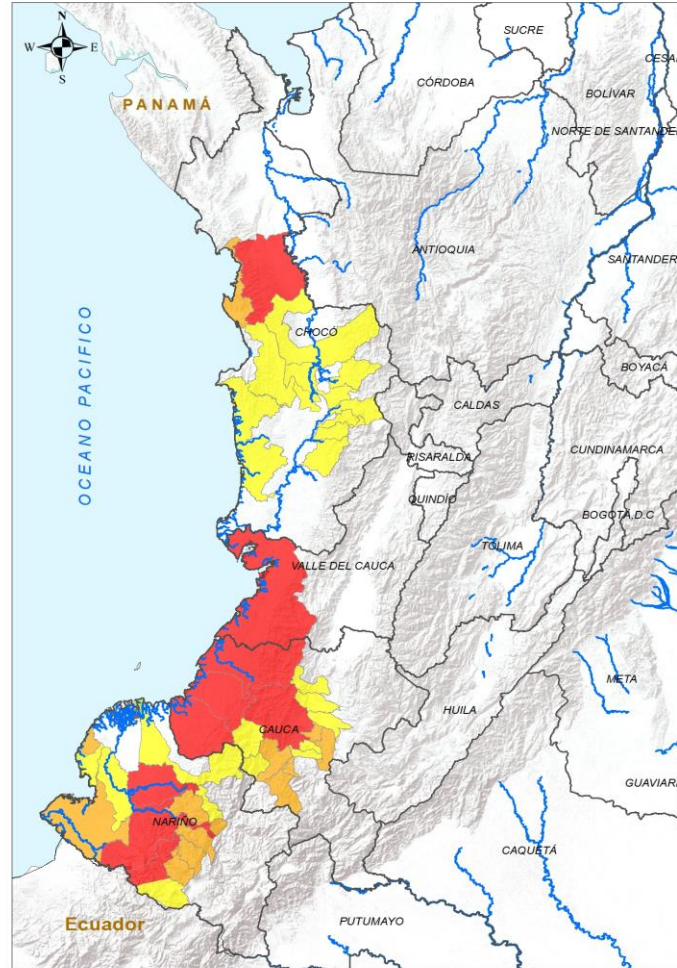 N
W E
S
SUCRE
CÓRDOBA
CESAR
BOLÍVAR
PANAMÁ
NORTE DE SANTANDER
ANTIOQUIA
SANTANDER
OCEANO PACIFICO
CHOCÓ
BOYACÁ
CALDAS
CUNDINAMARCA
RISARALDA
QUINDÍO
BOGOTÁ, D.C
TOLIMA
VALLE DEL CAUCA
META
HUILA
CAUCA
GUAVIARE
NARIÑO
CAQUETÁ
PUTUMAYO
Ecuador